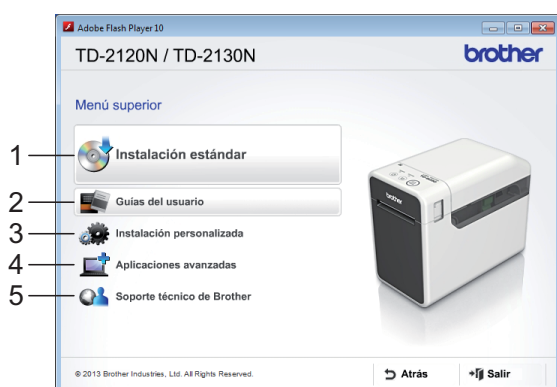 Adobe Flash Player 10
TD-2120N / TD-2130N
brother
Menú superior
1 Instalación estándar
2 Guías del usuario
3 Instalación personalizada
4 Aplicaciones avanzadas
5 Soporte técnico de Brother
brother
© 2013 Brother Industries, Ltd. All Rights Reserved.
Atrás
Salir